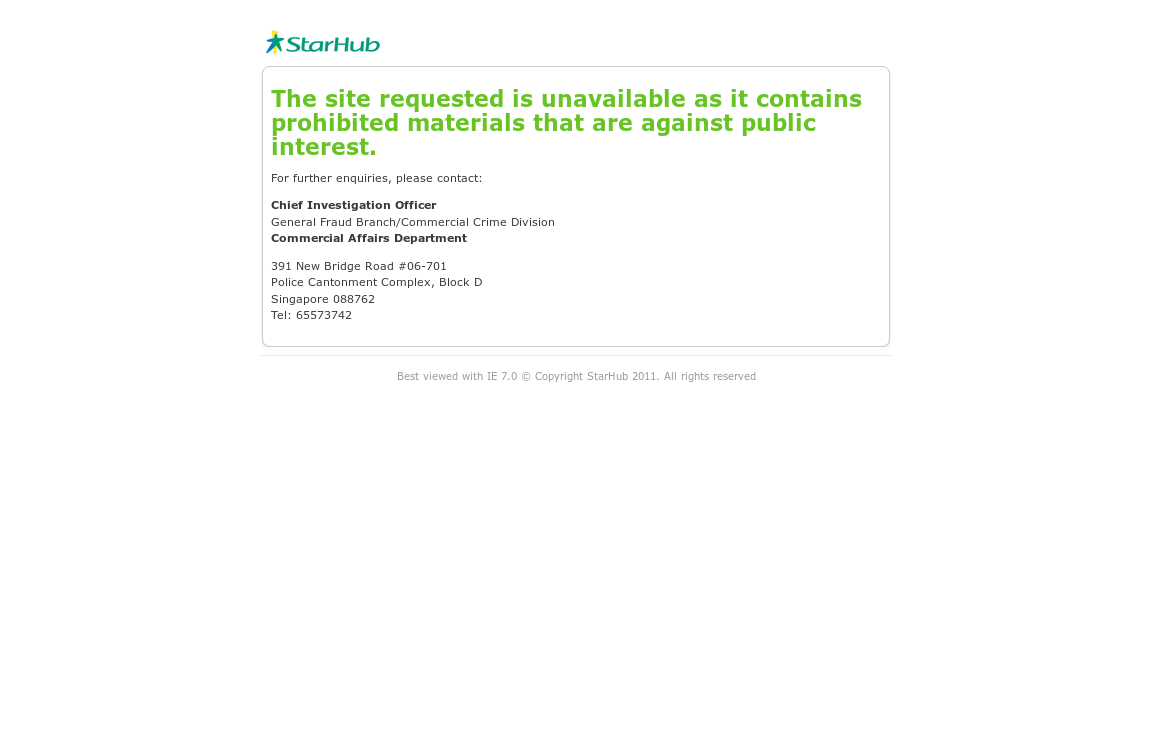 StarHub
The site requested is unavailable as it contains
prohibited materials that are against public
interest.
For further enquiries, please contact:
Chief Investigation Officer
General Fraud Branch/Commercial Crime Division
Commercial Affairs Department
391 New Bridge Road #06-701
Police Cantonment Complex, Block D
Singapore 088762
Tel: 65573742
Best viewed with IE 7.0 © Copyright StarHub 2011. All rights reserved